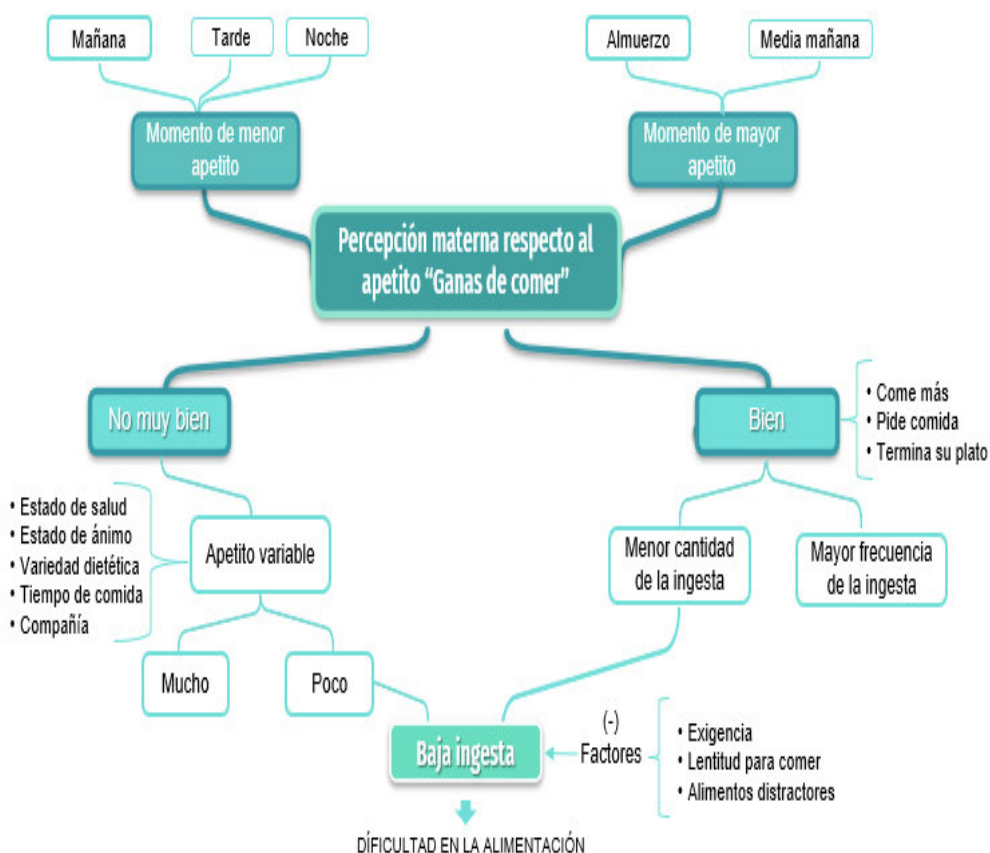 Mañana
Tarde
Noche
Almuerzo
Media mañana
Momento de menor
apetito
Momento de mayor
apetito
Percepción materna respecto al
apetito “Ganas de comer”
No muy bien
Bien
• Come más
• Pide comida
• Termina su plato
• Estado de salud
• Estado de ánimo
• Variedad dietética
• Tiempo de comida
• Compañía
Apetito variable
Menor cantidad
de la ingesta
Mayor frecuencia
de la ingesta
Mucho
Poco
Baja ingesta
(-)
Factores
• Exigencia
• Lentitud para comer
• Alimentos distractores
DÍFICULTAD EN LA ALIMENTACIÓN